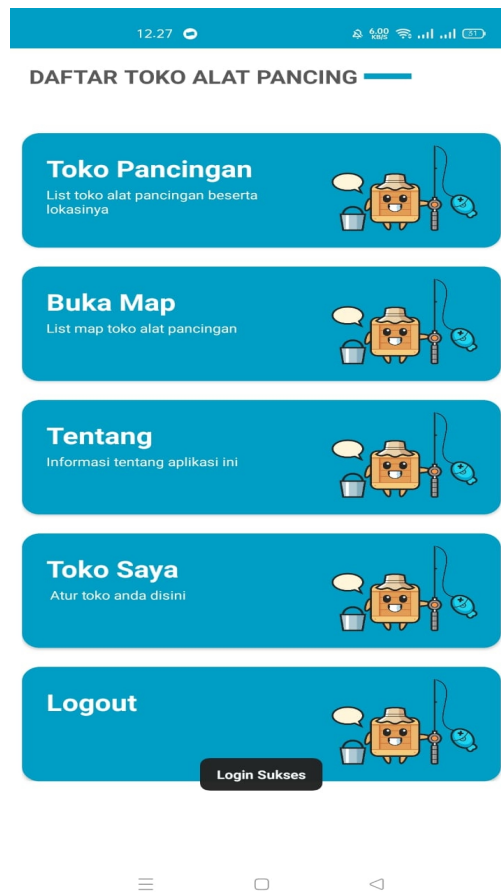 12.27
6.00
KB/S
31
DAFTAR TOKO ALAT PANCING
Toko Pancingan
List toko alat pancingan beserta
lokasinya
Buka Map
List map toko alat pancingan
Tentang
Informasi tentang aplikasi ini
Toko Saya
Atur toko anda disini
Logout
Login Sukses